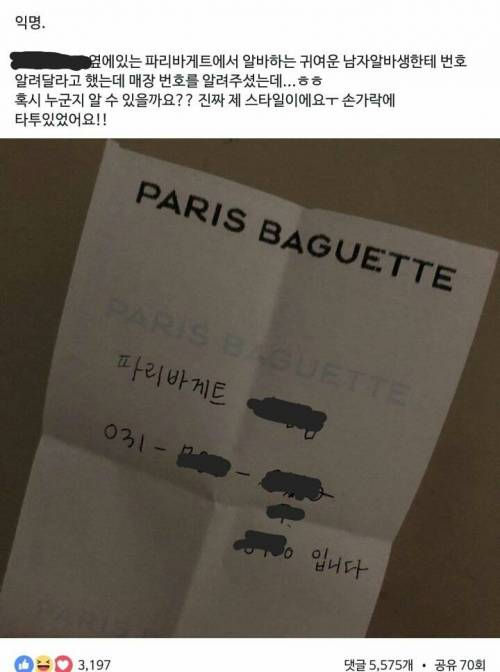 익명.
옆에있는 파리바게트에서 알바하는 귀여운 남자알바생한테 번호
알려달라고 했는데 매장 번호를 알려주셨는데...ㅎㅎ
혹시 누군지 알 수 있을까요?? 진짜 제 스타일이에요ㅜ 손가락에
타투있었어요!!
PARIS BAGUETTE
PARIS BAGUETTE
파리바게트
031-
입니다
PARIS BA
3,197
댓글 5,575개 · 공유 70회